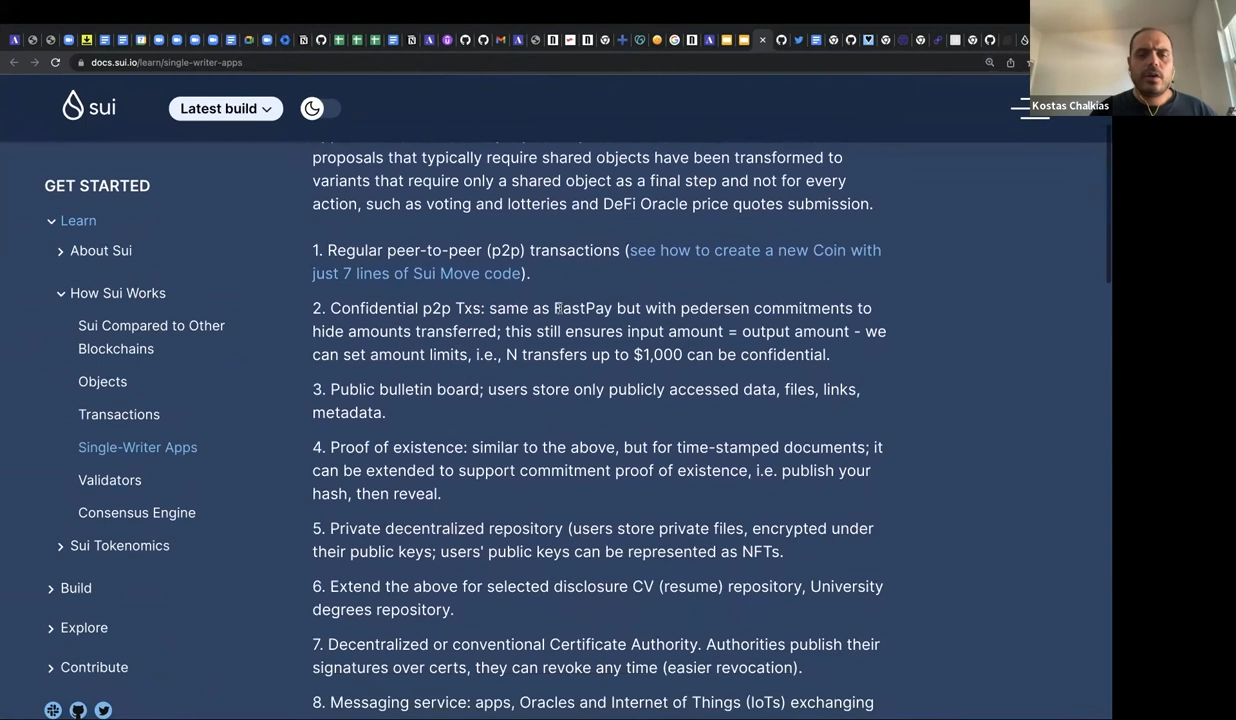 docs.sui.io/learn/single-writer-apps
Kostas Chalkias
sui
Latest build
GET STARTED
Learn
About Sui
How Sui Works
Sui Compared to Other
Blockchains
Objects
Transactions
Single-Writer Apps
Validators
Consensus Engine
Sui Tokenomics
Build
Explore
Contribute
proposals that typically require shared objects have been transformed to
variants that require only a shared object as a final step and not for every
action, such as voting and lotteries and DeFi Oracle price quotes submission.
1. Regular peer-to-peer (p2p) transactions (see how to create a new Coin with
just 7 lines of Sui Move code).
2. Confidential p2p Txs: same as FastPay but with pedersen commitments to
hide amounts transferred; this still ensures input amount = output amount - we
can set amount limits, i.e., N transfers up to $1,000 can be confidential.
3. Public bulletin board; users store only publicly accessed data, files, links,
metadata.
4. Proof of existence: similar to the above, but for time-stamped documents; it
can be extended to support commitment proof of existence, i.e. publish your
hash, then reveal.
5. Private decentralized repository (users store private files, encrypted under
their public keys; users' public keys can be represented as NFTs.
6. Extend the above for selected disclosure CV (resume) repository, University
degrees repository.
7. Decentralized or conventional Certificate Authority. Authorities publish their
signatures over certs, they can revoke any time (easier revocation).
8. Messaging service: apps, Oracles and Internet of Things (IoTs) exchanging